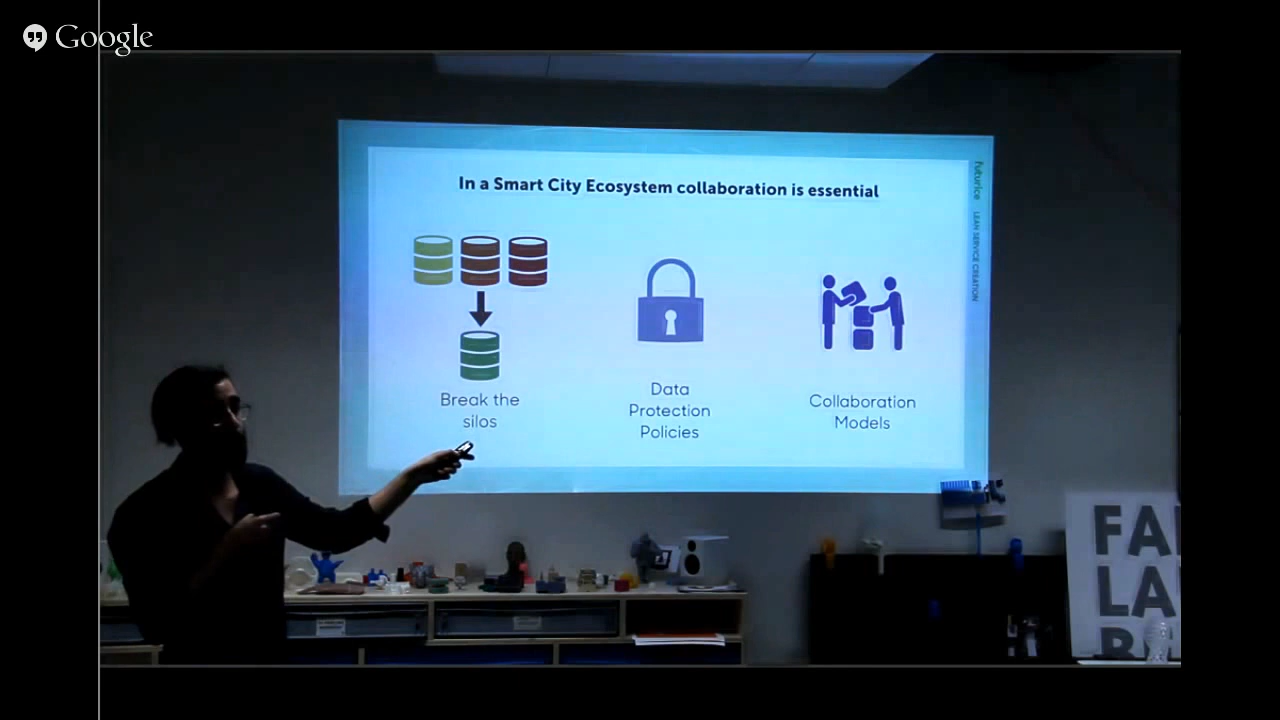 Google
In a Smart City Ecosystem collaboration is essential
futurice LEAN SERVICE CREATION
Break the
silos
Data
Protection
Policies
Collaboration
Models
FA
LA